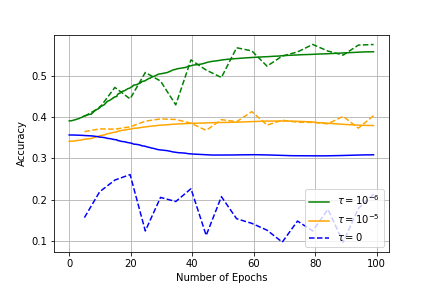 0.5
0.4
0.3
0.2
0.1
Accuracy
0 20 40 60 80 100
Number of Epochs
τ = 10⁻⁶
τ = 10⁻⁵
τ = 0